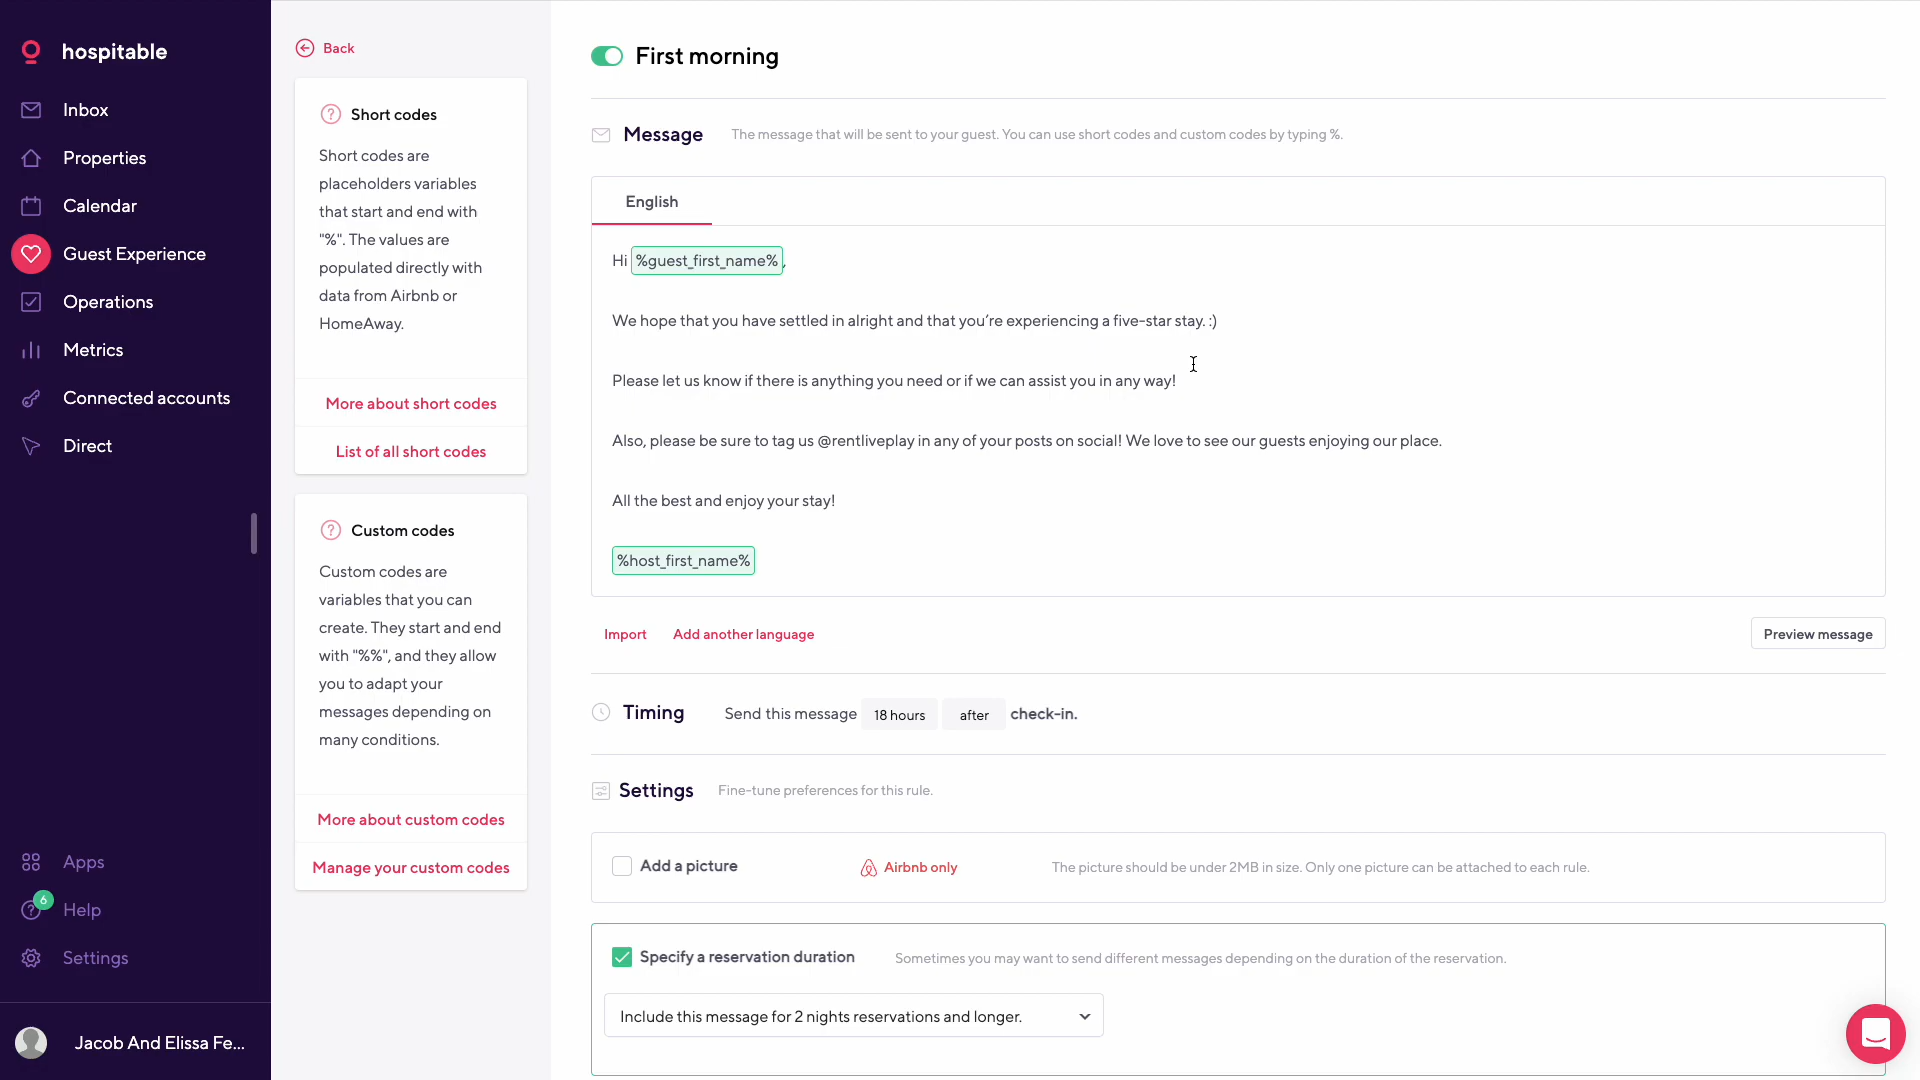 hospitable
Inbox
Properties
Calendar
Guest Experience
Operations
Metrics
Connected accounts
Direct
Apps
6
Help
Settings
Jacob And Elissa Fe...
Back
Short codes
Short codes are
placeholders variables
that start and end with
"%". The values are
populated directly with
data from Airbnb or
HomeAway.
More about short codes
List of all short codes
Custom codes
Custom codes are
variables that you can
create. They start and end
with "%%", and they allow
you to adapt your
messages depending on
many conditions.
More about custom codes
Manage your custom codes
First morning
Message The message that will be sent to your guest. You can use short codes and custom codes by typing %.
English
Hi %guest_first_name%,
We hope that you have settled in alright and that you're experiencing a five-star stay. :)
Please let us know if there is anything you need or if we can assist you in any way!
Also, please be sure to tag us @rentliveplay in any of your posts on social! We love to see our guests enjoying our place.
All the best and enjoy your stay!
%host_first_name%
Import Add another language Preview message
Timing Send this message 18 hours after check-in.
Settings Fine-tune preferences for this rule.
Add a picture Airbnb only The picture should be under 2MB in size. Only one picture can be attached to each rule.
Specify a reservation duration Sometimes you may want to send different messages depending on the duration of the reservation.
Include this message for 2 nights reservations and longer.